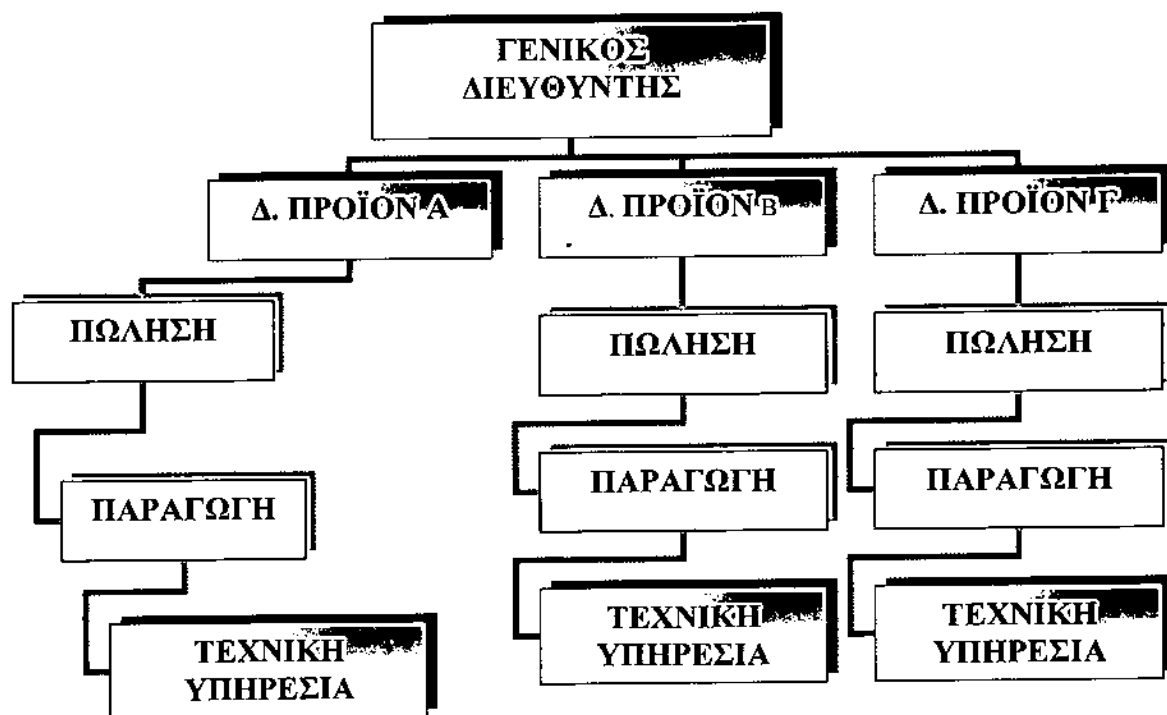 ΓΕΝΙΚΟΣ
ΔΙΕΥΘΥΝΤΗΣ
Δ. ΠΡΟΪΟΝ Α
Δ. ΠΡΟΪΟΝ Β
Δ. ΠΡΟΪΟΝ Γ
ΠΩΛΗΣΗ
ΠΩΛΗΣΗ
ΠΩΛΗΣΗ
ΠΑΡΑΓΩΓΗ
ΠΑΡΑΓΩΓΗ
ΠΑΡΑΓΩΓΗ
ΤΕΧΝΙΚΗ
ΥΠΗΡΕΣΙΑ
ΤΕΧΝΙΚΗ
ΥΠΗΡΕΣΙΑ
ΤΕΧΝΙΚΗ
ΥΠΗΡΕΣΙΑ